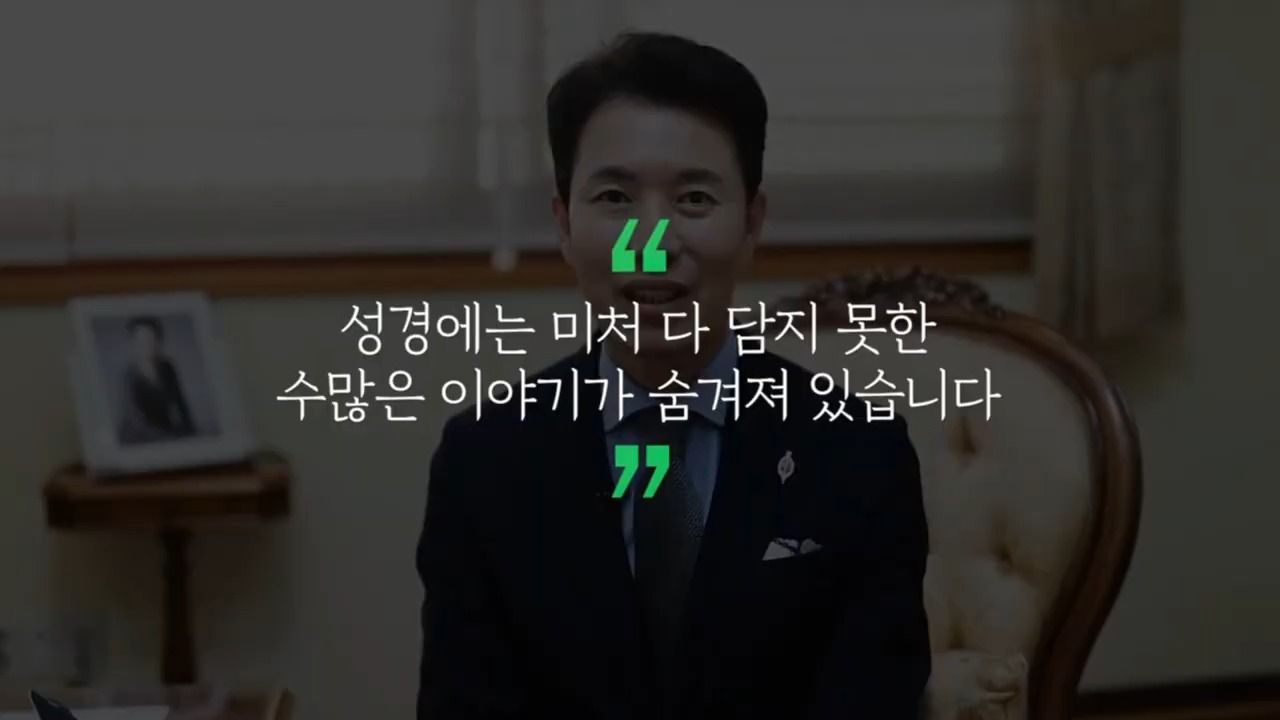 “
성경에는 미처 다 담지 못한
수많은 이야기가 숨겨져 있습니다
”